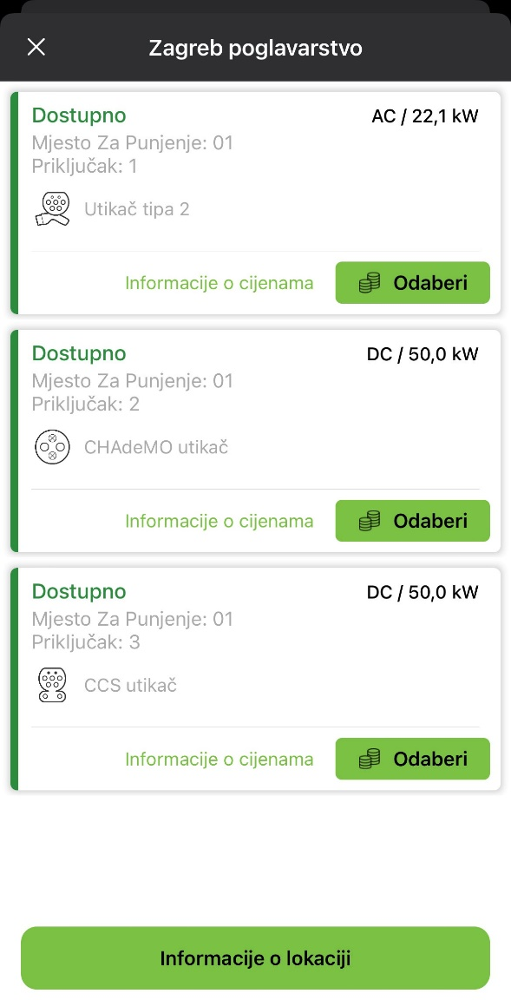 Zagreb poglavarstvo
Dostupno
AC / 22,1 kW
Mjesto Za Punjenje: 01
Priključak: 1
Utikač tipa 2
Informacije o cijenama
Odaberi
Dostupno
DC / 50,0 kW
Mjesto Za Punjenje: 01
Priključak: 2
CHAdeMO utikač
Informacije o cijenama
Odaberi
Dostupno
DC / 50,0 kW
Mjesto Za Punjenje: 01
Priključak: 3
CCS utikač
Informacije o cijenama
Odaberi
Informacije o lokaciji